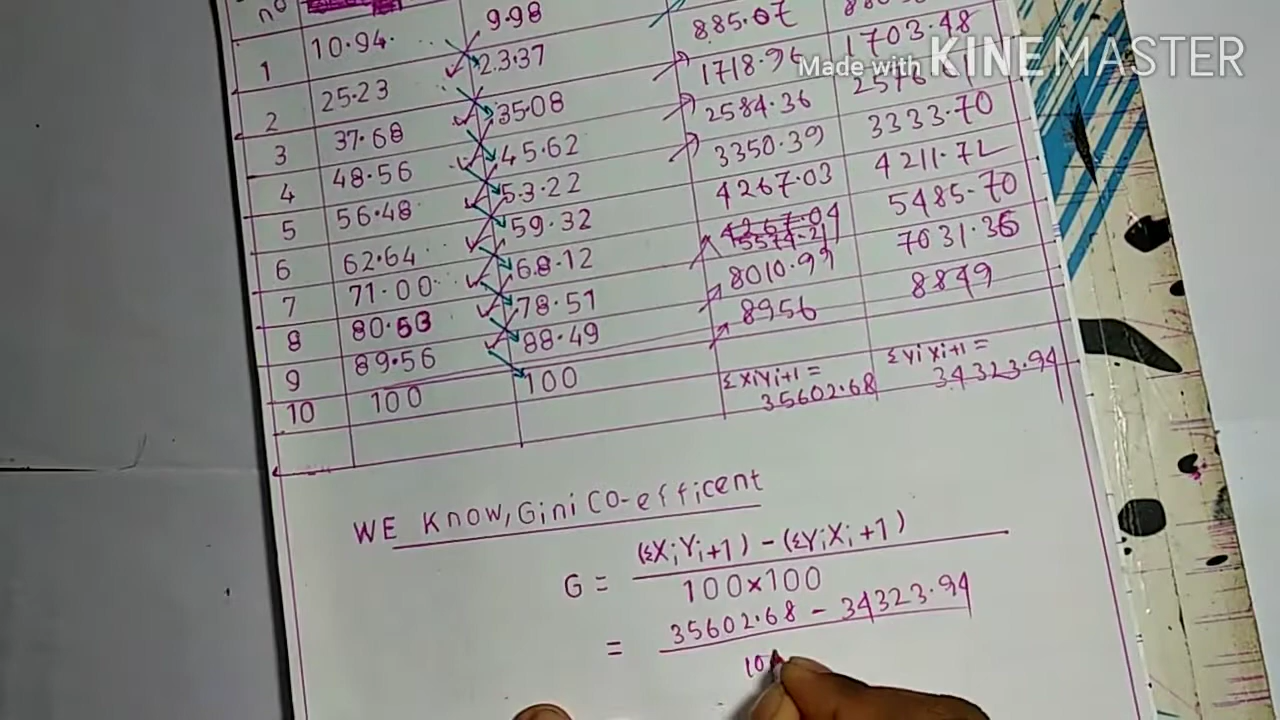 nº
9.98 885.07
1 10.94 23.37 1718.96 1703.48
Made with KINEMASTER
2 25.23 35.08 2584.36
3 37.68 45.62 3350.39 3333.70
4 48.56 53.22 4267.03 4211.72
5 56.48 59.32 5485.70
6 62.64 68.12 8010.99 7031.36
7 71.00 78.51 8956 8849
8 80.53 88.49
9 89.56 100 ΣXiYi+1 = ΣYiXi+1 =
10 100 35602.68 34323.94
WE Know, Gini CO-efficent
G = (ΣXiYi+1) - (ΣYiXi+1)
100×100
= 35602.68 - 34323.94
10